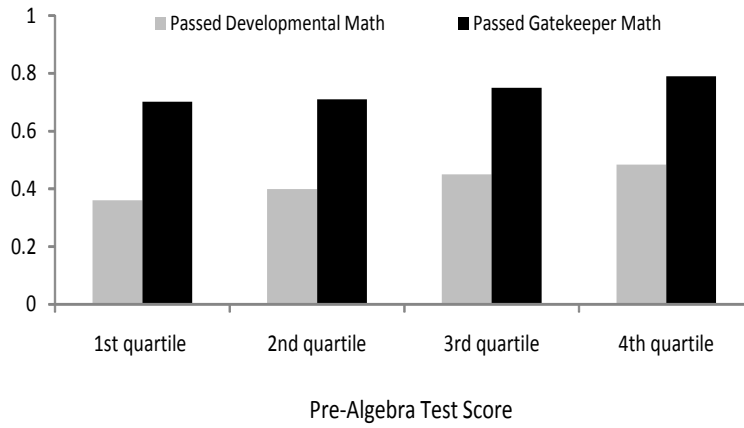 1
Passed Developmental Math Passed Gatekeeper Math
0.8
0.6
0.4
0.2
0
1st quartile 2nd quartile 3rd quartile 4th quartile
Pre-Algebra Test Score